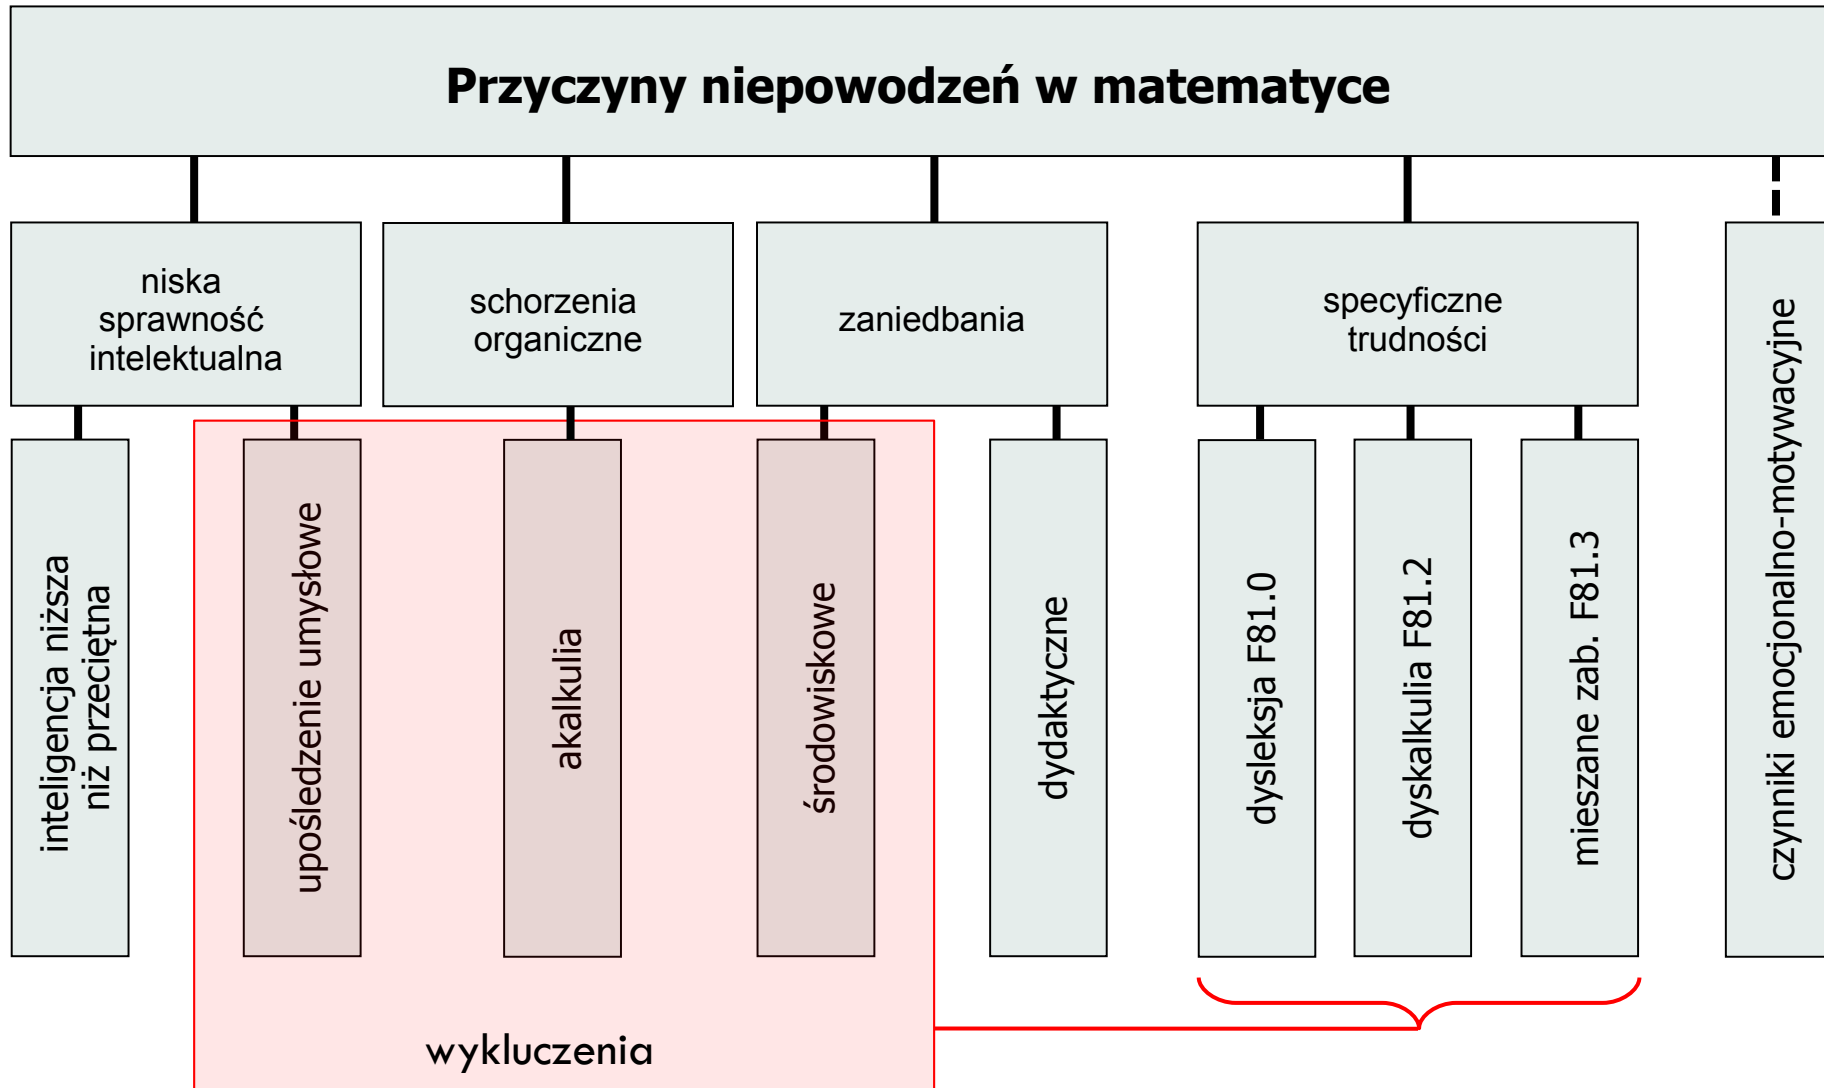 Przyczyny niepowodzeń w matematyce
niska
sprawność
intelektualna
schorzenia
organiczne
zaniedbania
specyficzne
trudności
czynniki emocjonalno-motywacyjne
inteligencja niższa
niż przeciętna
upośledzenie umysłowe
akalkulia
środowiskowe
dydaktyczne
dysleksja F81.0
dyskalkulia F81.2
mieszane zab. F81.3
wykluczenia